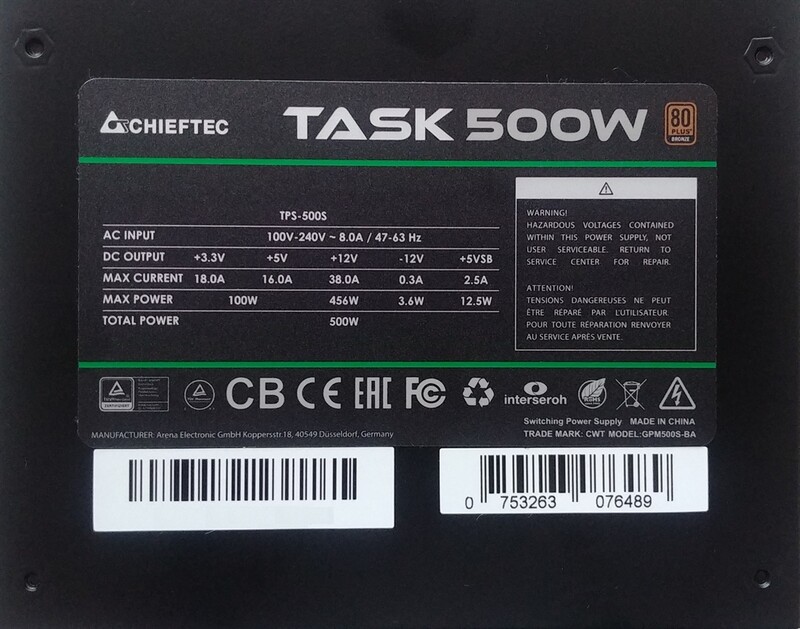 CHIEFTEC
TASK 500W
80
PLUS
BRONZE
TPS-500S
AC INPUT 100V-240V ~ 8.0A / 47-63 Hz
DC OUTPUT +3.3V +5V +12V -12V +5VSB
MAX CURRENT 18.0A 16.0A 38.0A 0.3A 2.5A
MAX POWER 100W 456W 3.6W 12.5W
TOTAL POWER 500W
WARNING!
HAZARDOUS VOLTAGES CONTAINED
WITHIN THIS POWER SUPPLY, NOT
USER SERVICEABLE. RETURN TO
SERVICE CENTER FOR REPAIR.
ATTENTION!
TENSIONS DANGEREUSES NE PEUT
ÊTRE RÉPARÉ PAR L'UTILISATEUR.
POUR TOUTE RÉPARATION RENVOYER
AU SERVICE APRÈS VENTE.
CB CE EAC FC
interseroh
RoHS
Switching Power Supply MADE IN CHINA
TRADE MARK: CWT MODEL:GPM500S-BA
MANUFACTURER: Arena Electronic GmbH Koppersstr.18, 40549 Düsseldorf, Germany
0 753263 076489